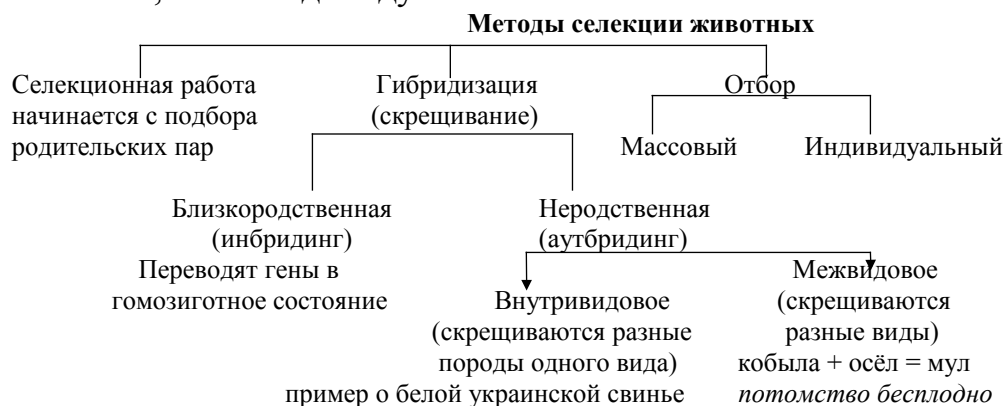 Методы селекции животных
Селекционная работа
начинается с подбора
родительских пар
Гибридизация
(скрещивание)
Отбор
Массовый
Индивидуальный
Близкородственная
(инбридинг)
Переводят гены в
гомозиготное состояние
Неродственная
(аутбридинг)
Внутривидовое
(скрещиваются разные
породы одного вида)
пример о белой украинской свинье
Межвидовое
(скрещиваются
разные виды)
кобыла + осёл = мул
потомство бесплодно